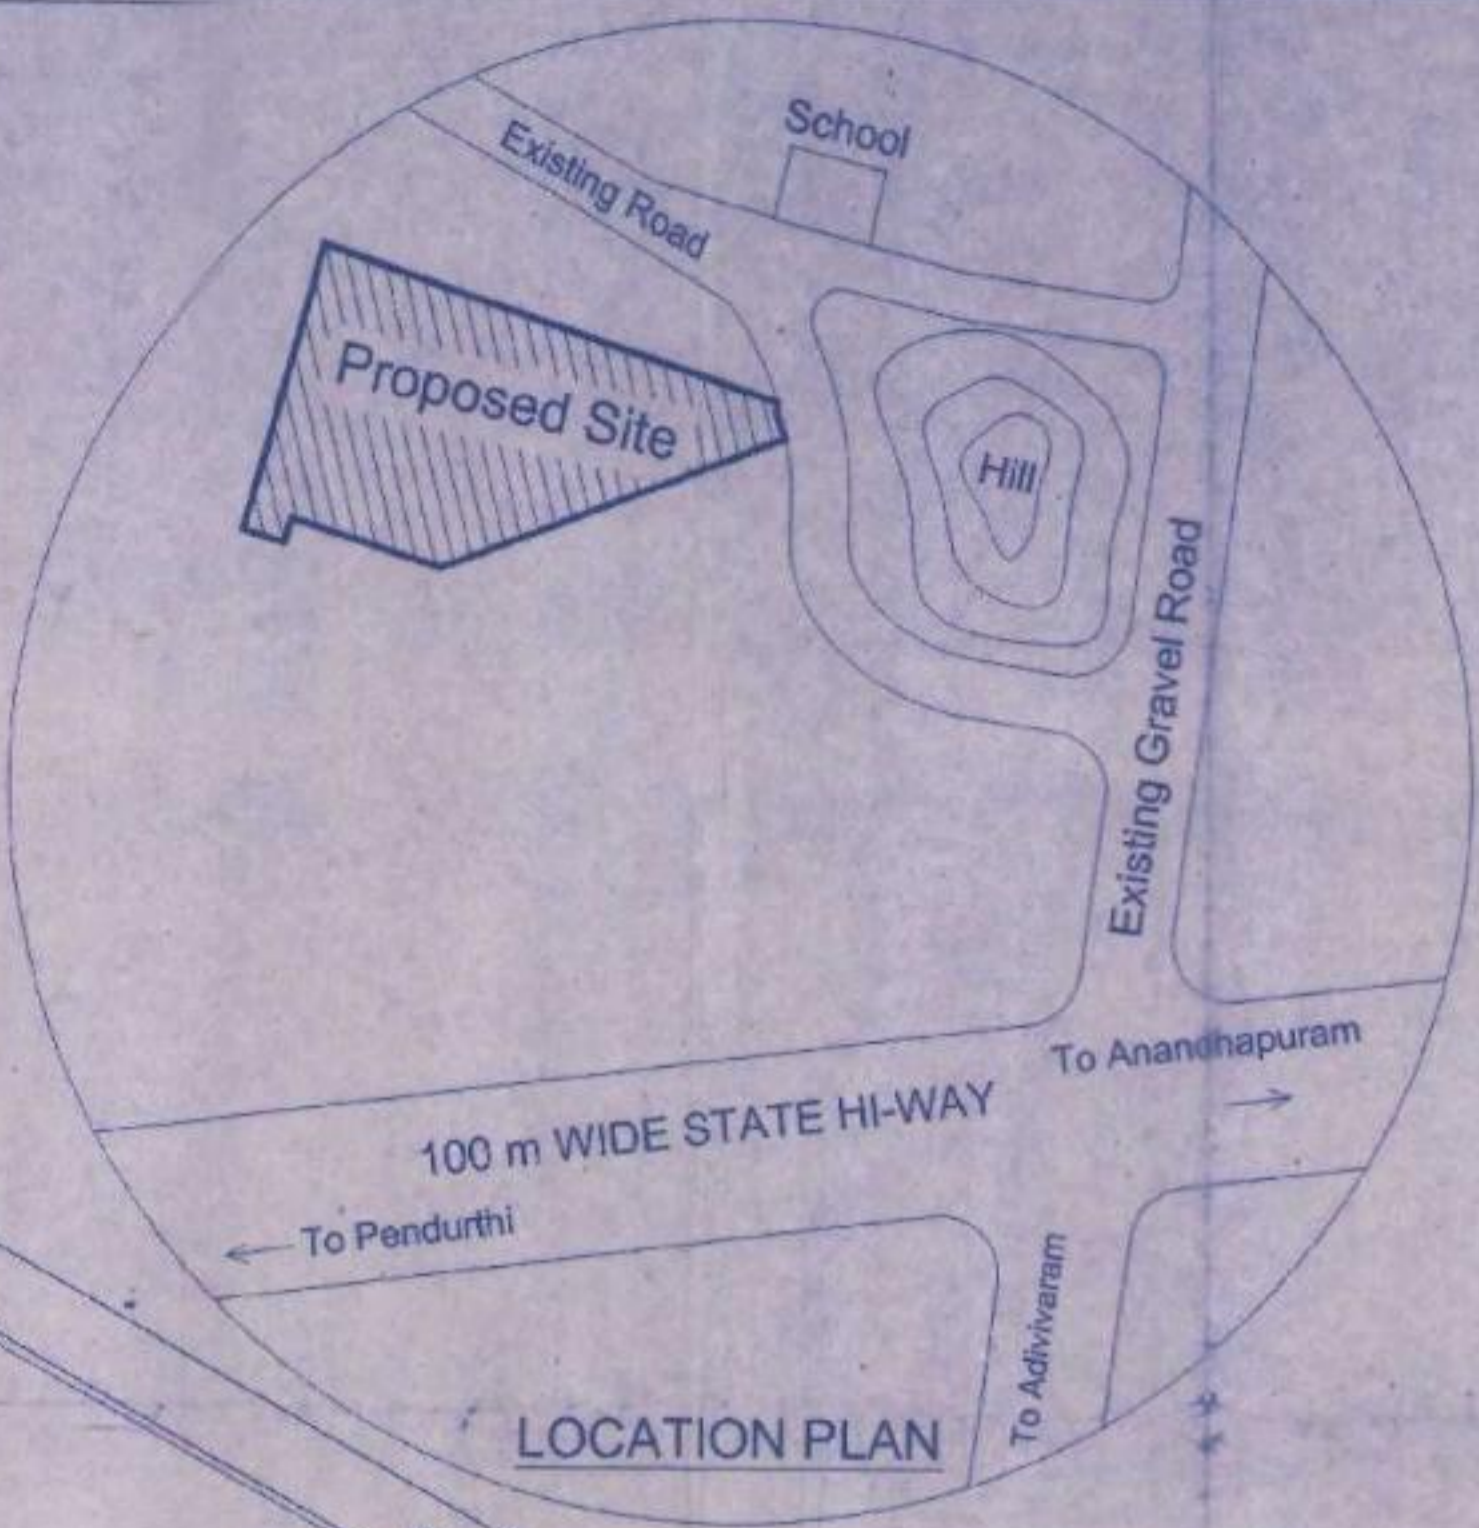 School
Existing Road
Proposed Site
Hill
Existing Gravel Road
To Anandhapuram
100 m WIDE STATE HI-WAY
To Pendurthi
To Adivivaram
LOCATION PLAN